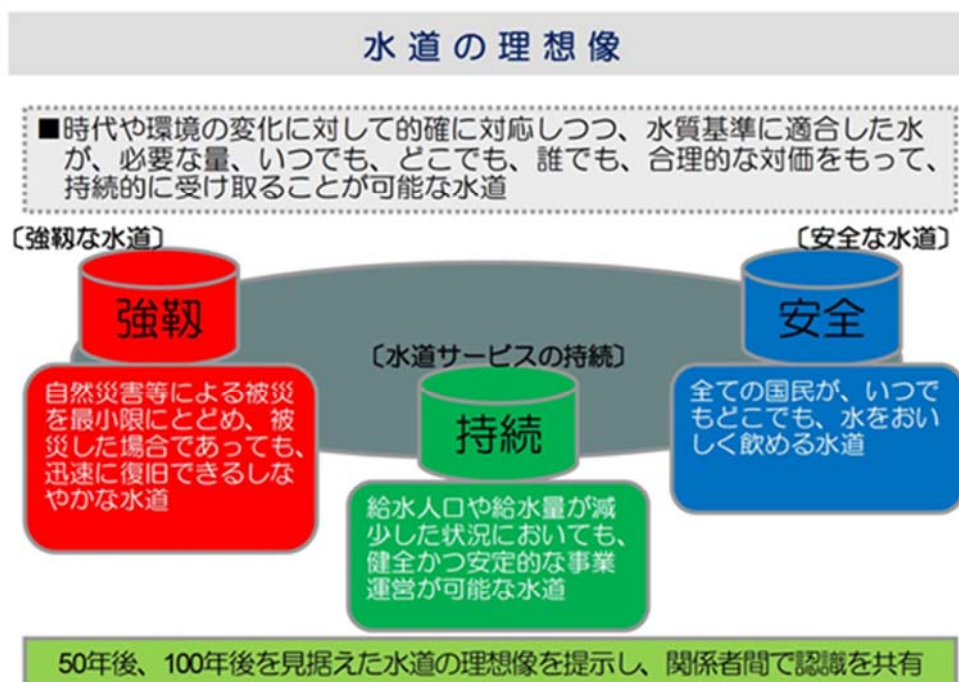 水道の理想像
■時代や環境の変化に対して的確に対応しつつ、水質基準に適合した水
が、必要な量、いつでも、どこでも、誰でも、合理的な対価をもって、
持続的に受け取ることが可能な水道
〔強靱な水道〕
〔安全な水道〕
強靱
安全
〔水道サービスの持続〕
持続
自然災害等による被災
を最小限にとどめ、被
災した場合であっても、
迅速に復旧できるしな
やかな水道
給水人口や給水量が減
少した状況においても、
健全かつ安定的な事業
運営が可能な水道
全ての国民が、いつで
もどこでも、水をおい
しく飲める水道
50年後、100年後を見据えた水道の理想像を提示し、関係者間で認識を共有